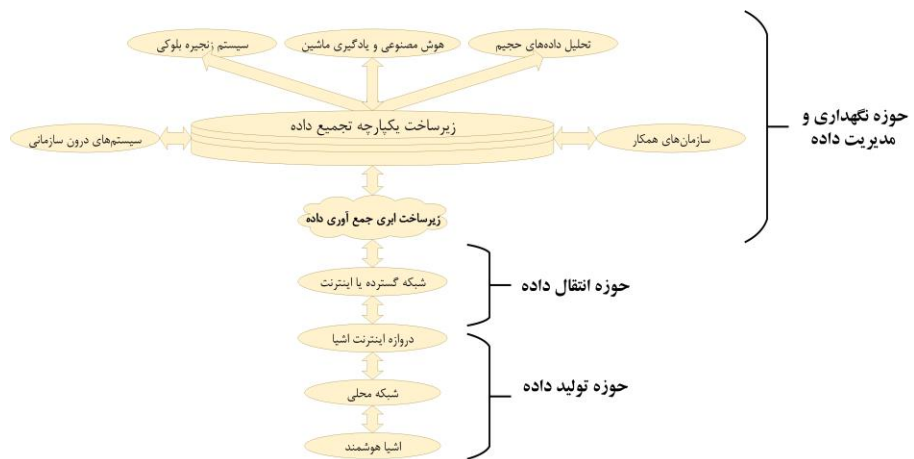 تحلیل داده‌های حجیم
هوش مصنوعی و یادگیری ماشین
سیستم زنجیره بلوکی
زیرساخت یکپارچه تجمیع داده
حوزه نگهداری و
مدیریت داده
سازمان‌های همکار
سیستم‌های درون سازمانی
زیرساخت ابری جمع آوری داده
شبکه گسترده یا اینترنت
حوزه انتقال داده
دروازه اینترنت اشیا
شبکه محلی
حوزه تولید داده
اشیا هوشمند